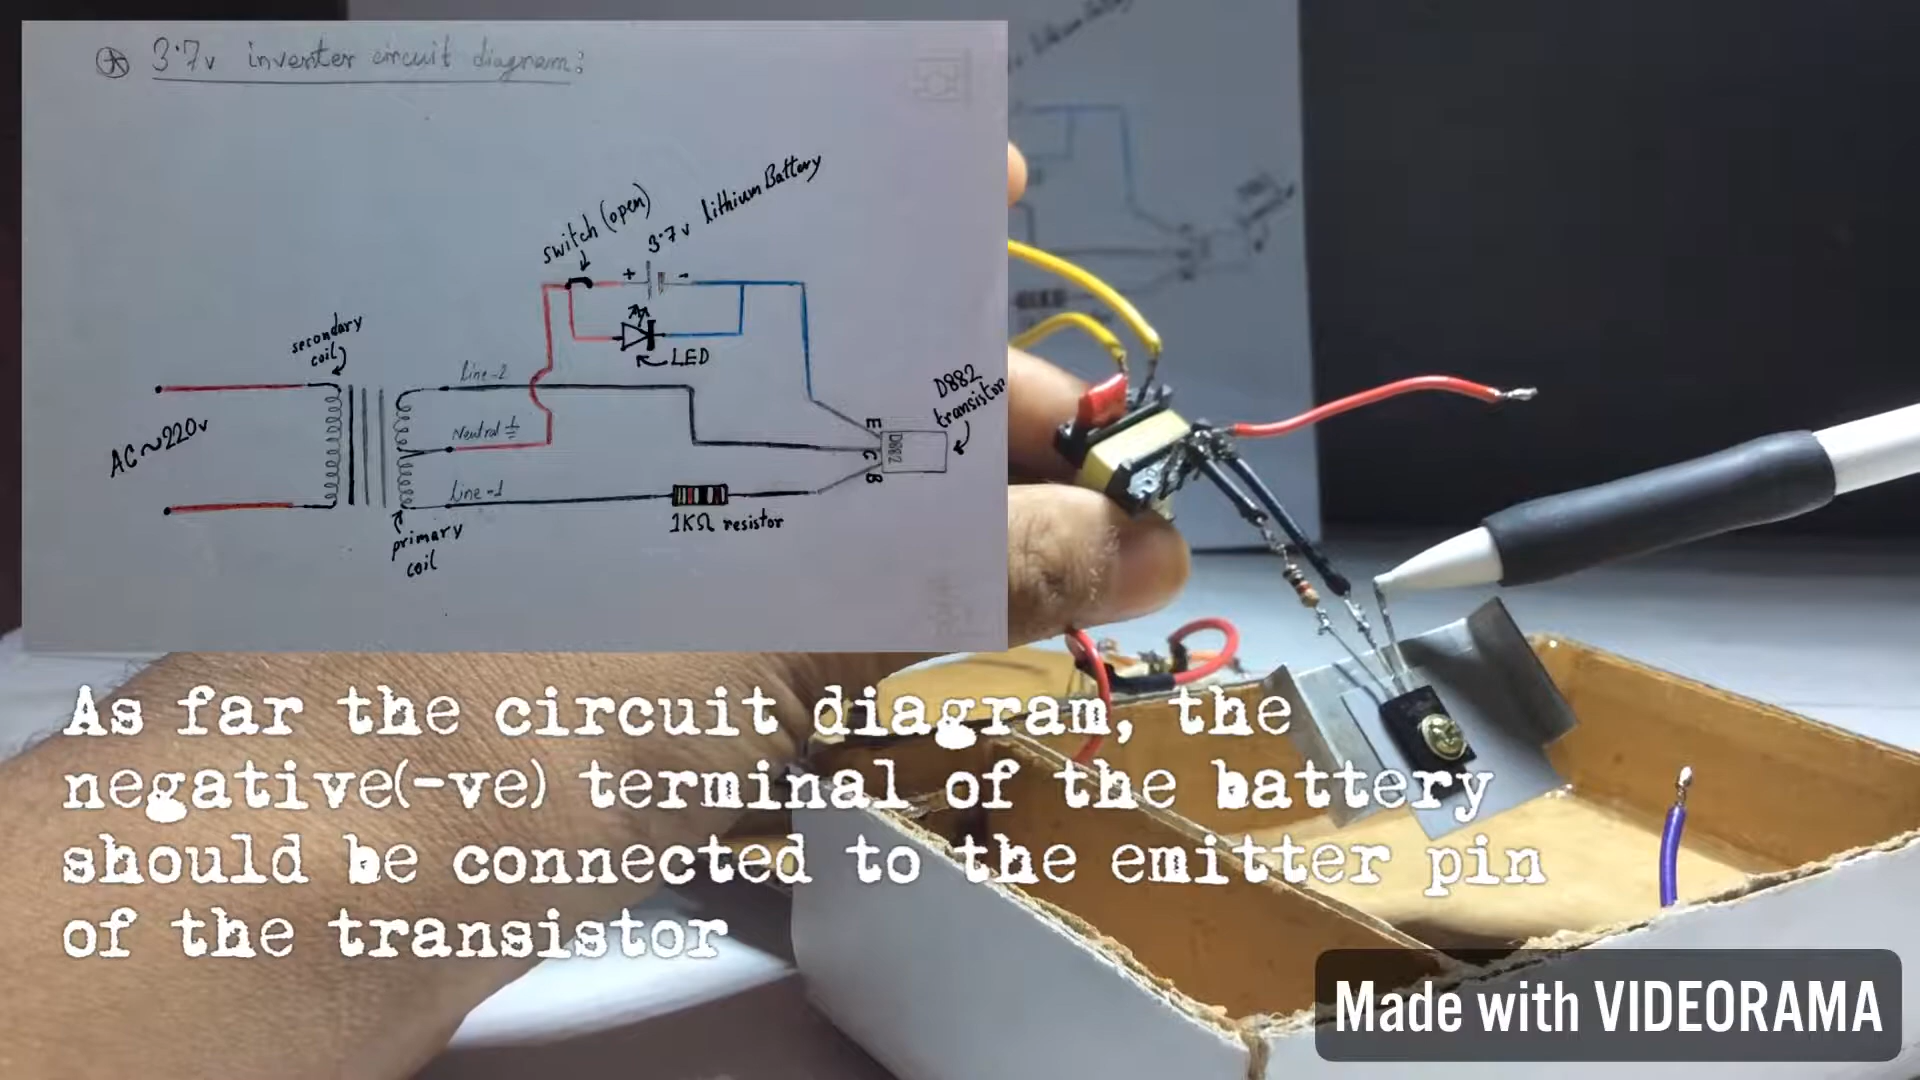 3.7v inverter circuit diagram:
switch (open)
3.7v lithium Battery
+ -
secondary coil
LED
Line-2
D882 transistor
AC~220v
Neutral
E
C
B
D882
Line-1
1KΩ resistor
primary coil
As far the circuit diagram, the
negative(-ve) terminal of the battery
should be connected to the emitter pin
of the transistor
Made with VIDEORAMA